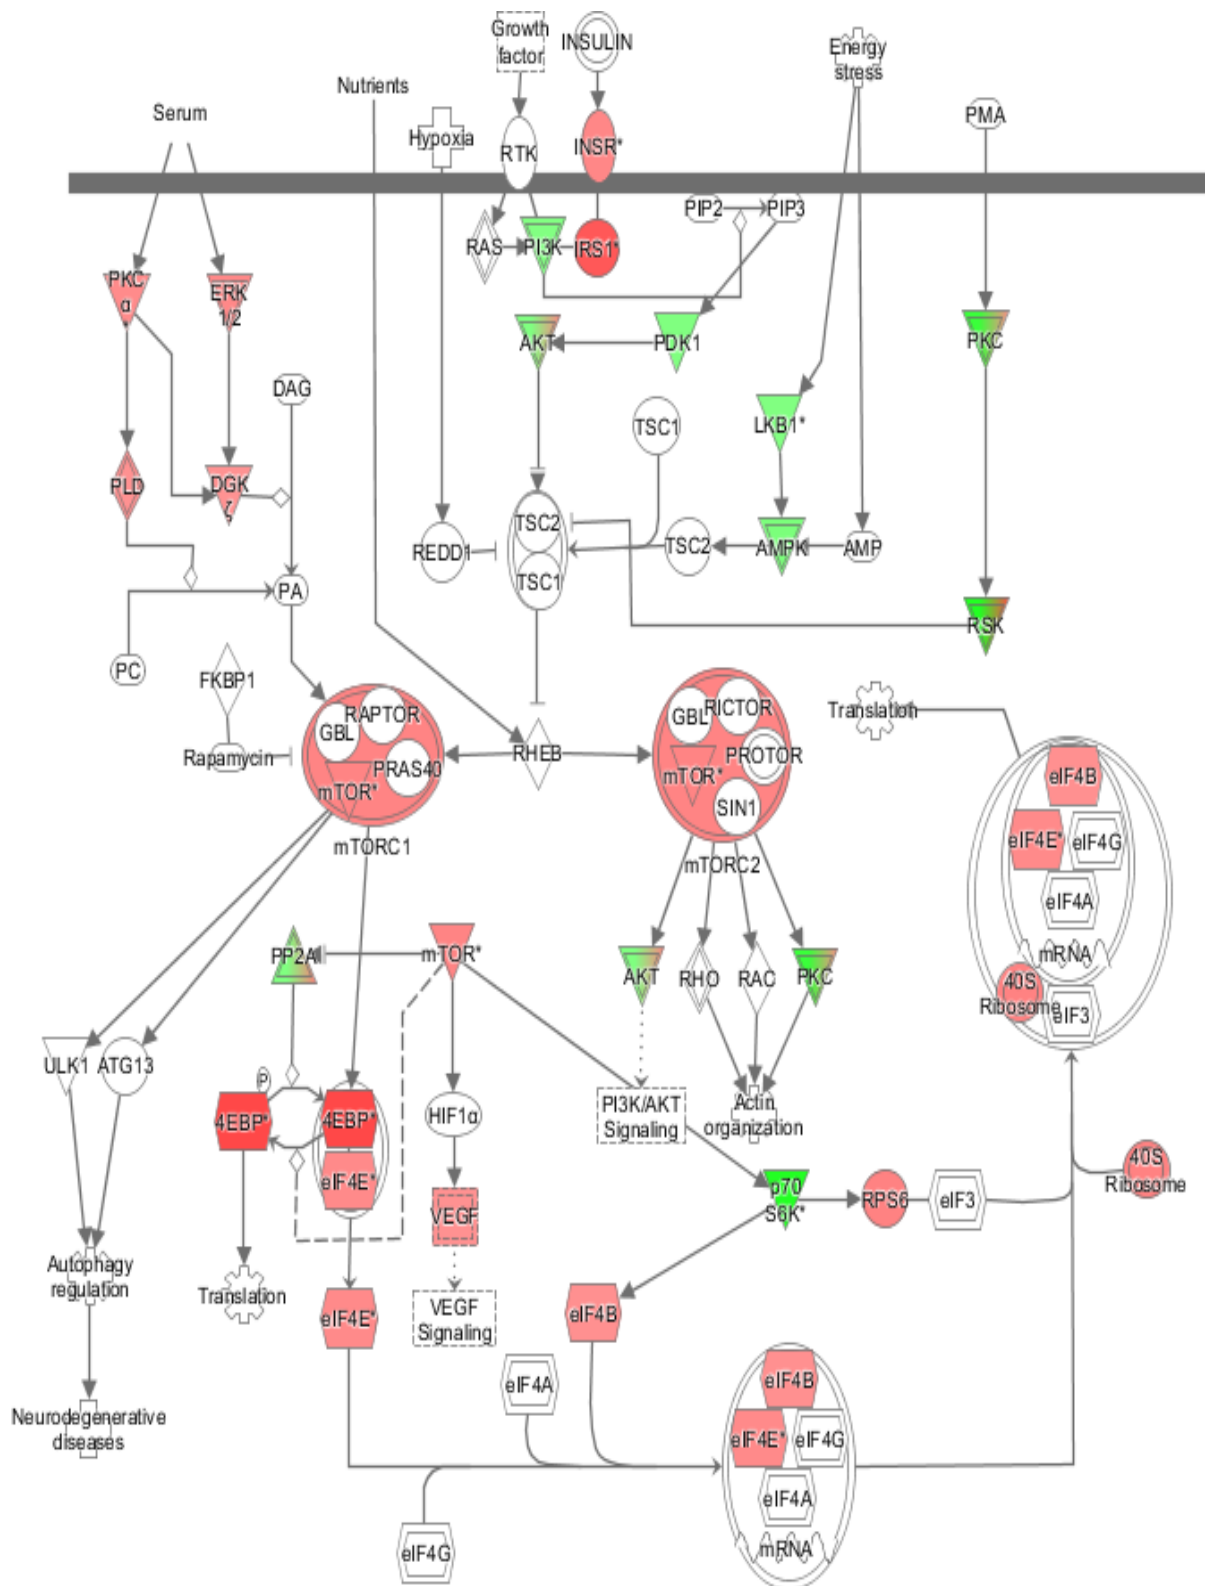 Growth
factor
INSULIN
Energy
stress
Nutrients
Serum
Hypoxia
PMA
RTK
INSR*
PIP2
PIP3
RAS
PI3K
IRS1*
PKC
α
*
ERK
1/2
AKT
PDK1
PKC
DAG
LKB1*
TSC1
PLD
DGK
ζ
TSC2
REDD1
TSC2
AMPK
AMP
TSC1
PA
RSK
PC
FKBP1
GBL
RAPTOR
PRAS40
mTOR*
Rapamycin
RHEB
GBL
RICTOR
PROTOR
mTOR*
SIN1
Translation
mTORC1
mTORC2
eIF4B
eIF4E*
eIF4G
eIF4A
mRNA
40S
Ribosome
eIF3
PP2A
mTOR*
AKT
RHO
RAC
PKC
ULK1
ATG13
P
4EBP*
4EBP*
eIF4E*
HIF1α
PI3K/AKT
Signaling
Actin
organization
40S
Ribosome
p70
S6K*
RPS6
eIF3
VEGF
Autophagy
regulation
Translation
eIF4E*
VEGF
Signaling
eIF4B
eIF4A
Neurodegenerative
diseases
eIF4B
eIF4E*
eIF4G
eIF4A
mRNA
eIF4G